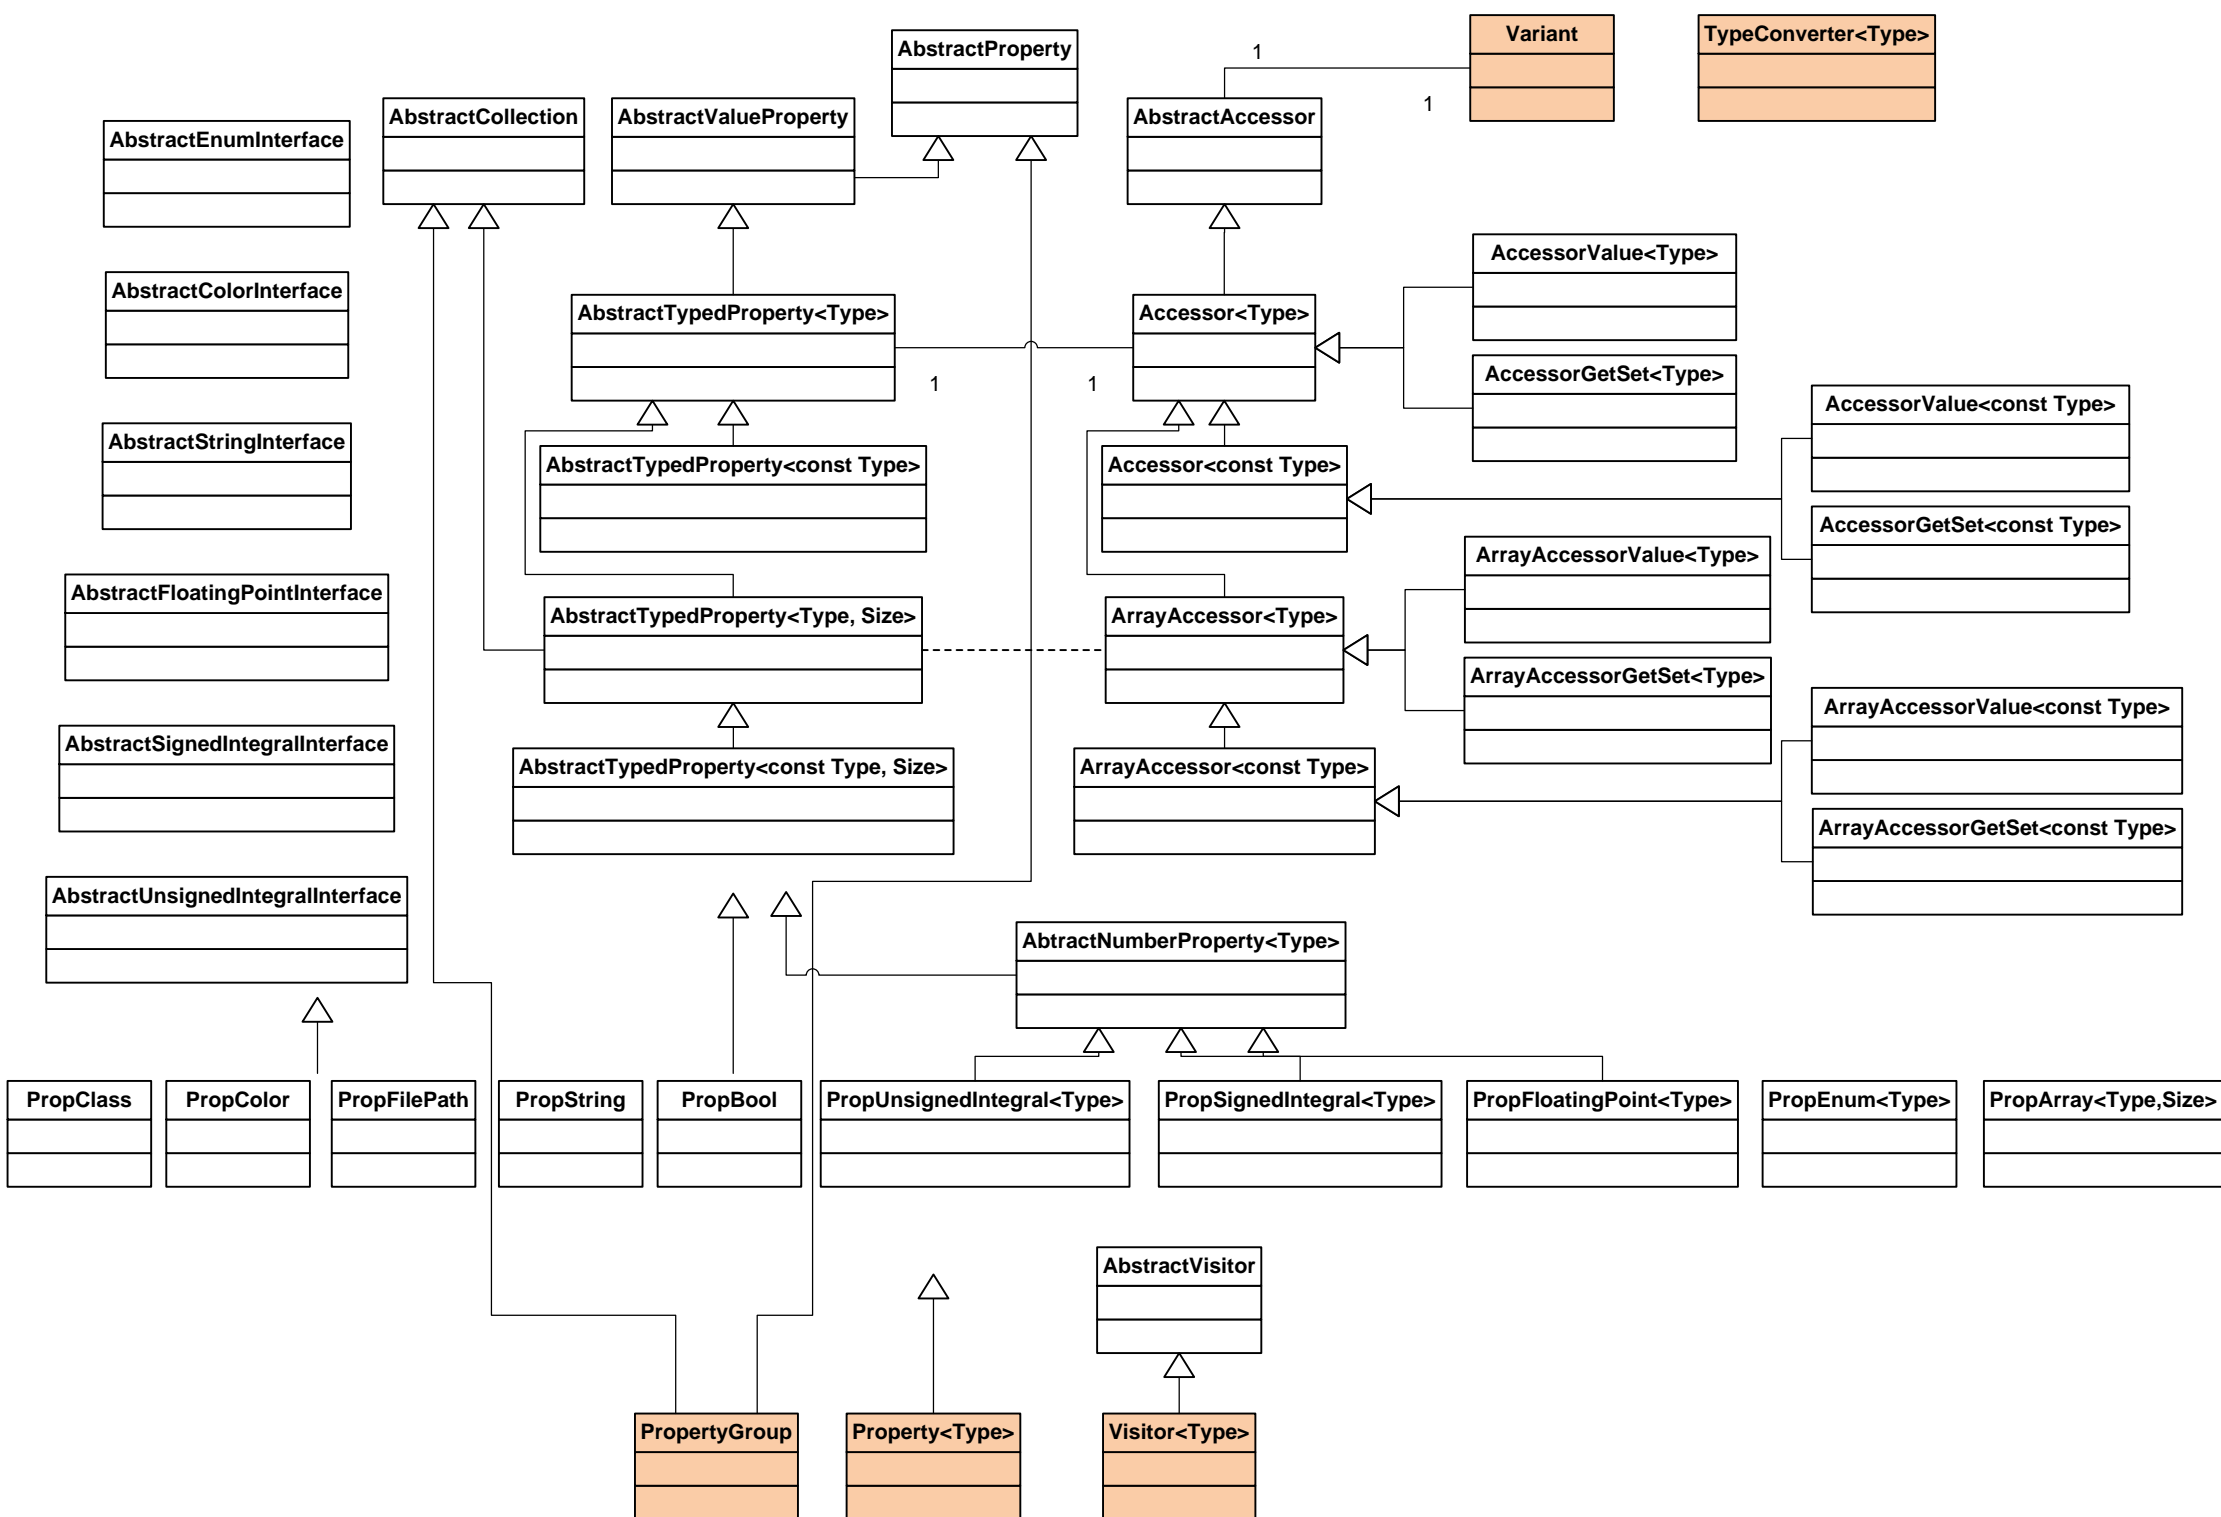 Variant
TypeConverter<Type>
AbstractProperty
1
1
AbstractCollection
AbstractValueProperty
AbstractAccessor
AbstractEnumInterface
AccessorValue<Type>
AbstractColorInterface
AbstractTypedProperty<Type>
Accessor<Type>
1
1
AccessorGetSet<Type>
AccessorValue<const Type>
AbstractStringInterface
AbstractTypedProperty<const Type>
Accessor<const Type>
AccessorGetSet<const Type>
ArrayAccessorValue<Type>
AbstractFloatingPointInterface
AbstractTypedProperty<Type, Size>
ArrayAccessor<Type>
ArrayAccessorGetSet<Type>
ArrayAccessorValue<const Type>
AbstractSignedIntegralInterface
AbstractTypedProperty<const Type, Size>
ArrayAccessor<const Type>
ArrayAccessorGetSet<const Type>
AbstractUnsignedIntegralInterface
AbtractNumberProperty<Type>
PropClass
PropColor
PropFilePath
PropString
PropBool
PropUnsignedIntegral<Type>
PropSignedIntegral<Type>
PropFloatingPoint<Type>
PropEnum<Type>
PropArray<Type,Size>
AbstractVisitor
PropertyGroup
Property<Type>
Visitor<Type>